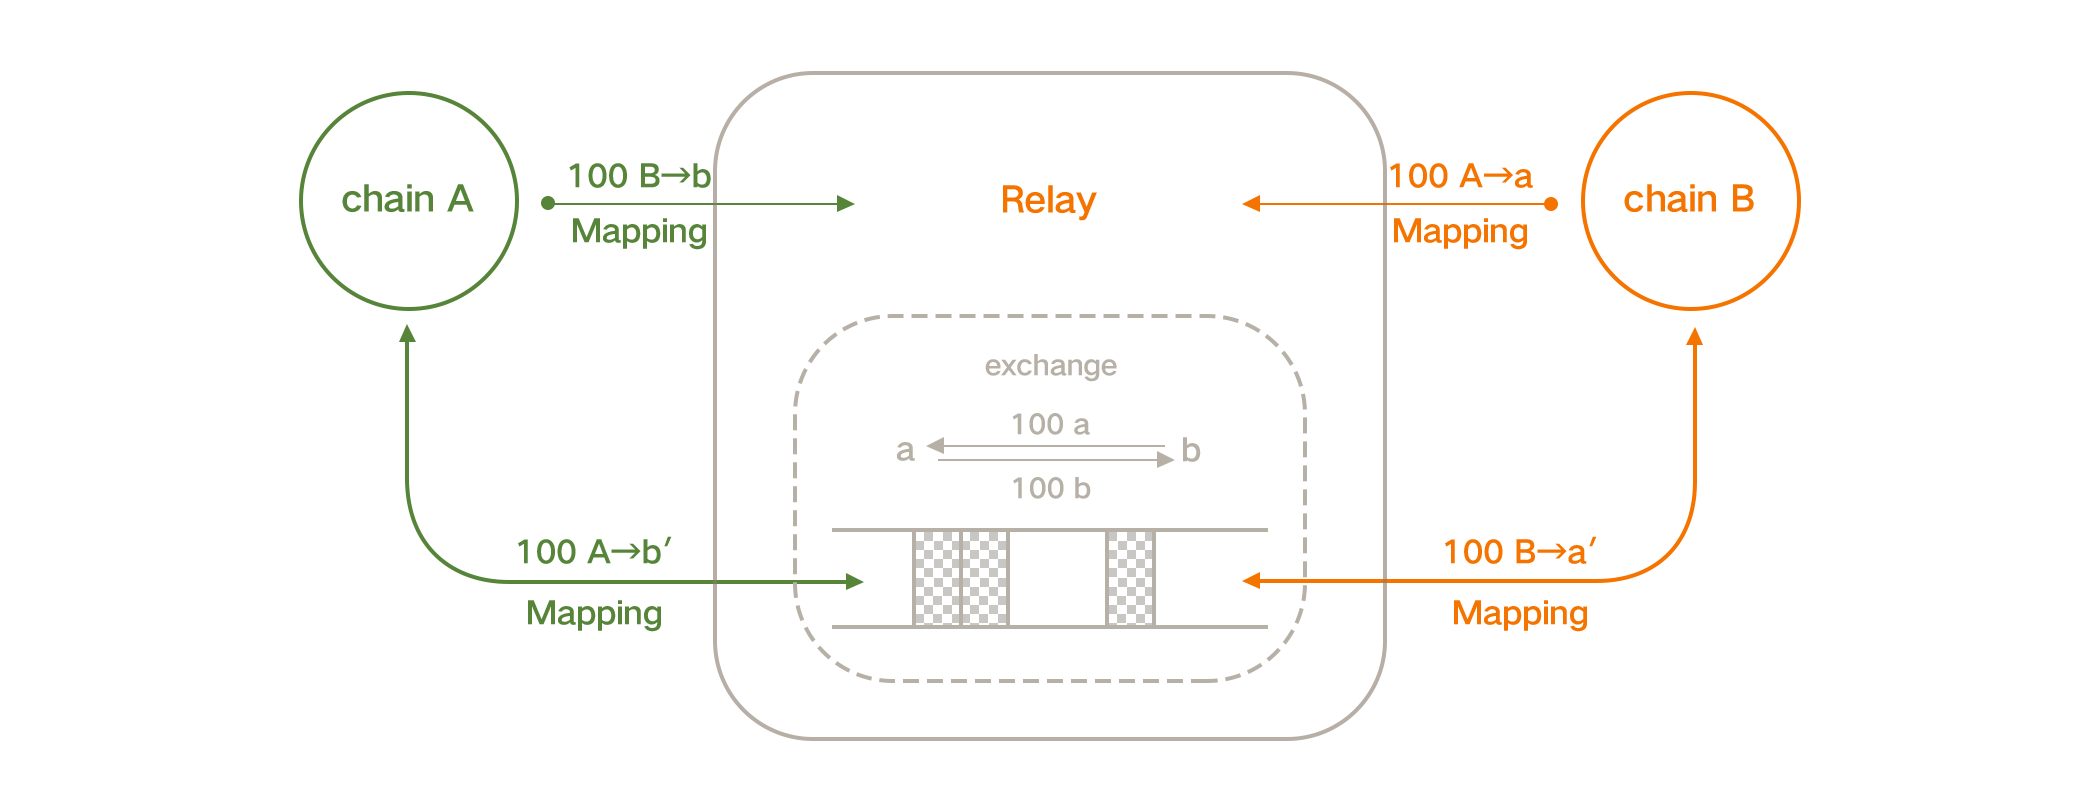 chain A
100 B→b
Mapping
Relay
100 A→a
Mapping
chain B
exchange
100 a
a
b
100 b
100 A→b′
Mapping
100 B→a′
Mapping